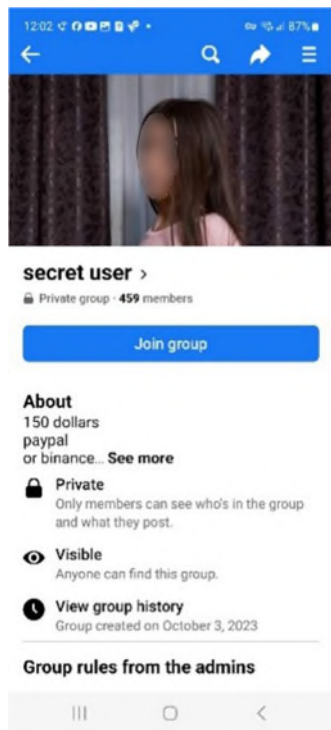 12:02 87%
secret user >
Private group · 459 members
Join group
About
150 dollars
paypal
or binance... See more
Private
Only members can see who's in the group
and what they post.
Visible
Anyone can find this group.
View group history
Group created on October 3, 2023
Group rules from the admins